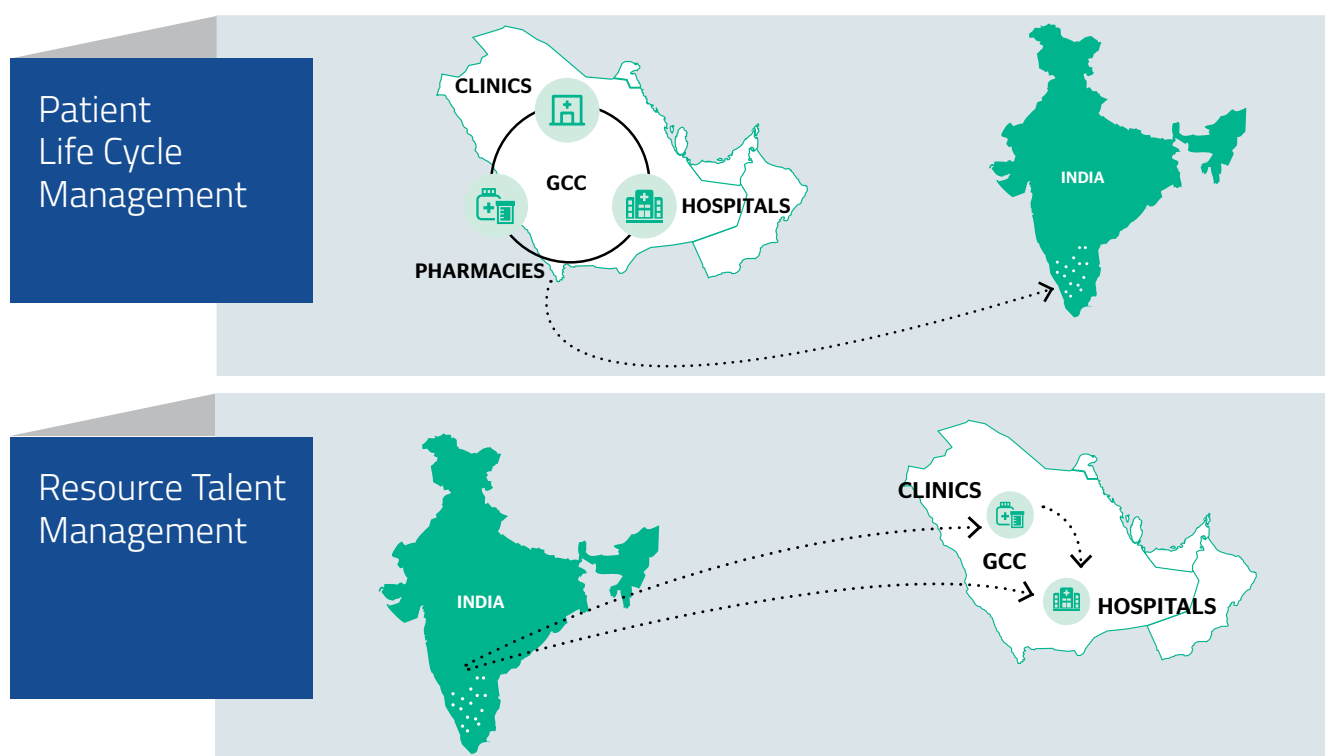 Patient
Life Cycle
Management
CLINICS
GCC
HOSPITALS
PHARMACIES
INDIA
Resource Talent
Management
INDIA
CLINICS
GCC
HOSPITALS